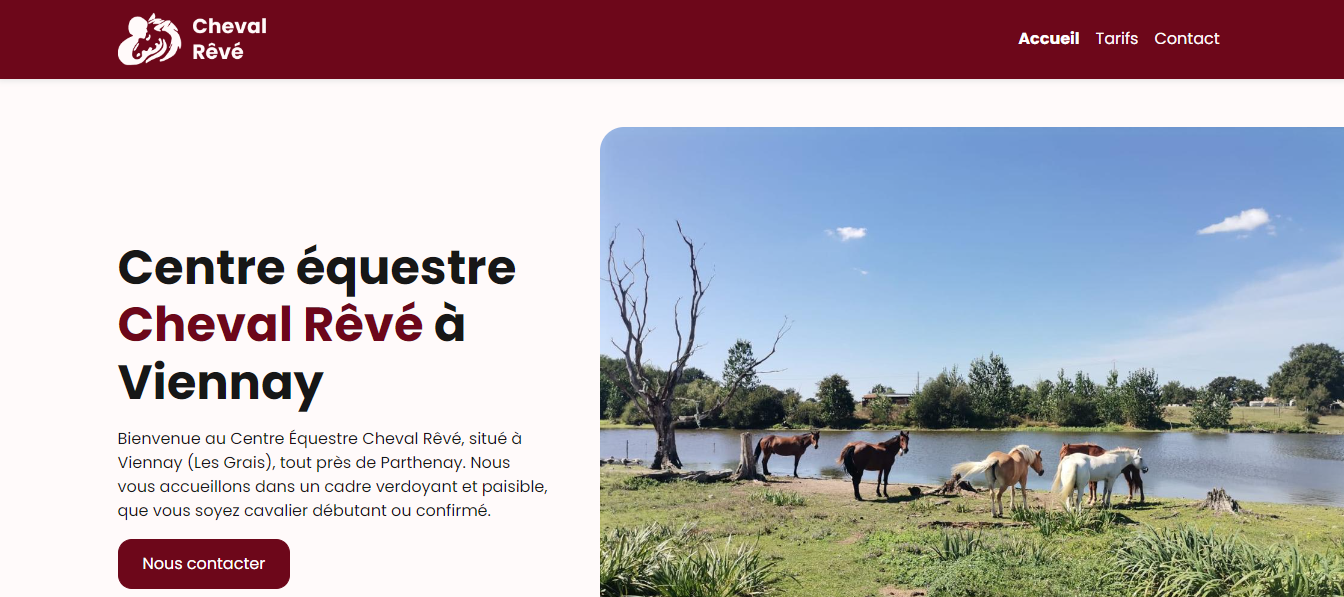 Cheval
Rêvé
Accueil Tarifs Contact
Centre équestre
Cheval Rêvé à
Viennay
Bienvenue au Centre Équestre Cheval Rêvé, situé à
Viennay (Les Grais), tout près de Parthenay. Nous
vous accueillons dans un cadre verdoyant et paisible,
que vous soyez cavalier débutant ou confirmé.
Nous contacter